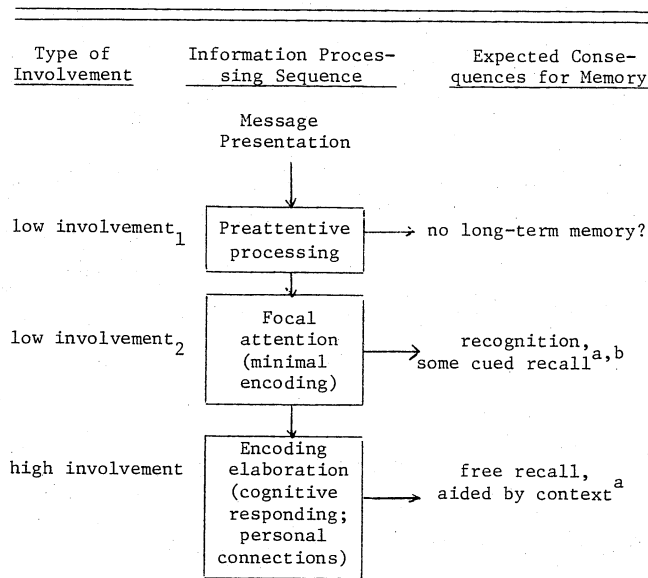 Type of Involvement
Information Proces-
sing Sequence
Expected Conse-
quences for Memory
Message
Presentation
low involvement1
Preattentive
processing
no long-term memory?
low involvement2
Focal
attention
(minimal
encoding)
recognition,
some cued recalla,b
high involvement
Encoding
elaboration
(cognitive
responding;
personal
connections)
free recall,
aided by contexta